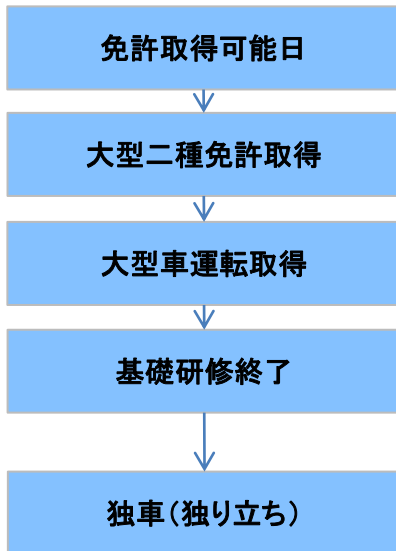 免許取得可能日
大型二種免許取得
大型車運転取得
基礎研修終了
独車（独り立ち）